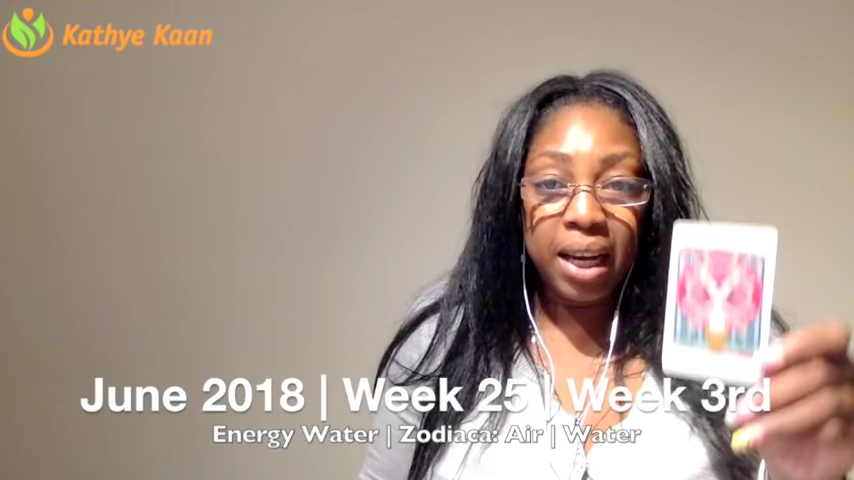 Kathye Kaan
June 2018 | Week 25 | Week 3rd
Energy Water | Zodiaca: Air | Water